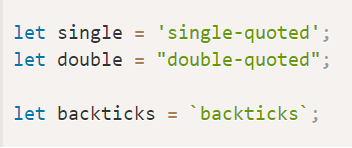 let single = 'single-quoted';
let double = "double-quoted";
let backticks = `backticks`;